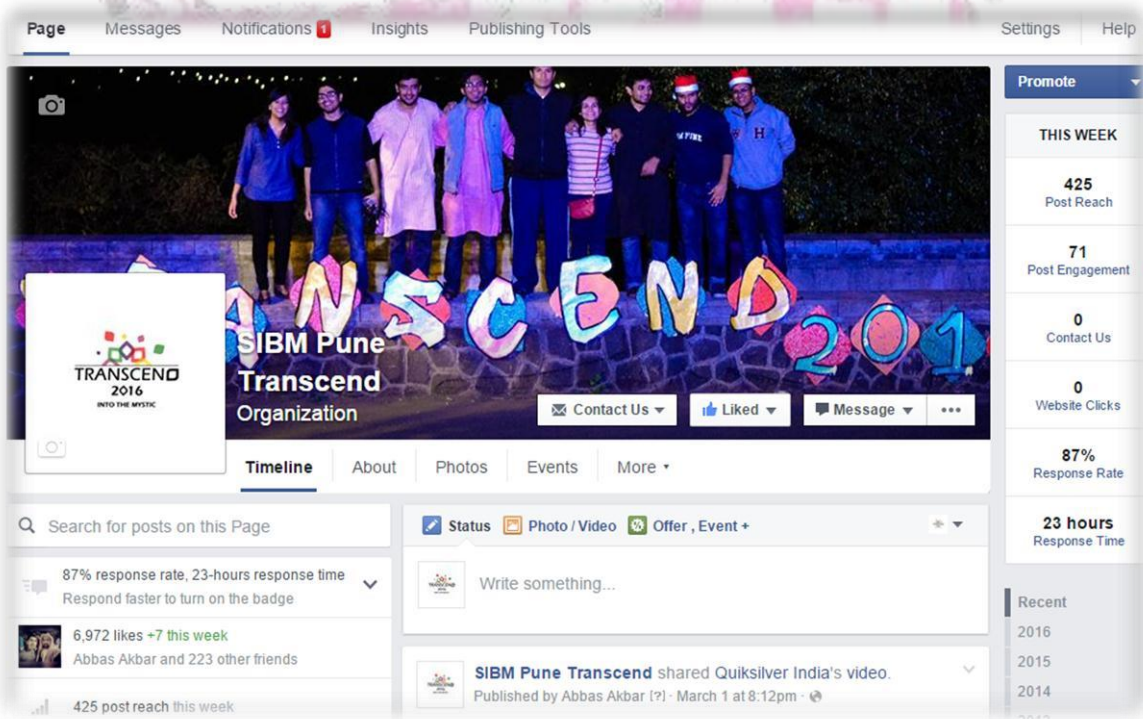 Page Messages Notifications 1 Insights Publishing Tools Settings Help
Promote
THIS WEEK
425
Post Reach
71
Post Engagement
0
Contact Us
0
Website Clicks
87%
Response Rate
23 hours
Response Time
Recent
2016
2015
2014
ANSCEND 201
H
TRANSCEND
2016
INTO THE MYSTIC
SIBM Pune
Transcend
Organization
Contact Us Liked Message
Timeline About Photos Events More
Search for posts on this Page
87% response rate, 23-hours response time
Respond faster to turn on the badge
6,972 likes +7 this week
Abbas Akbar and 223 other friends
425 post reach this week
Status Photo / Video Offer , Event +
Write something...
SIBM Pune Transcend shared Quiksilver India's video.
Published by Abbas Akbar [?] · March 1 at 8:12pm ·